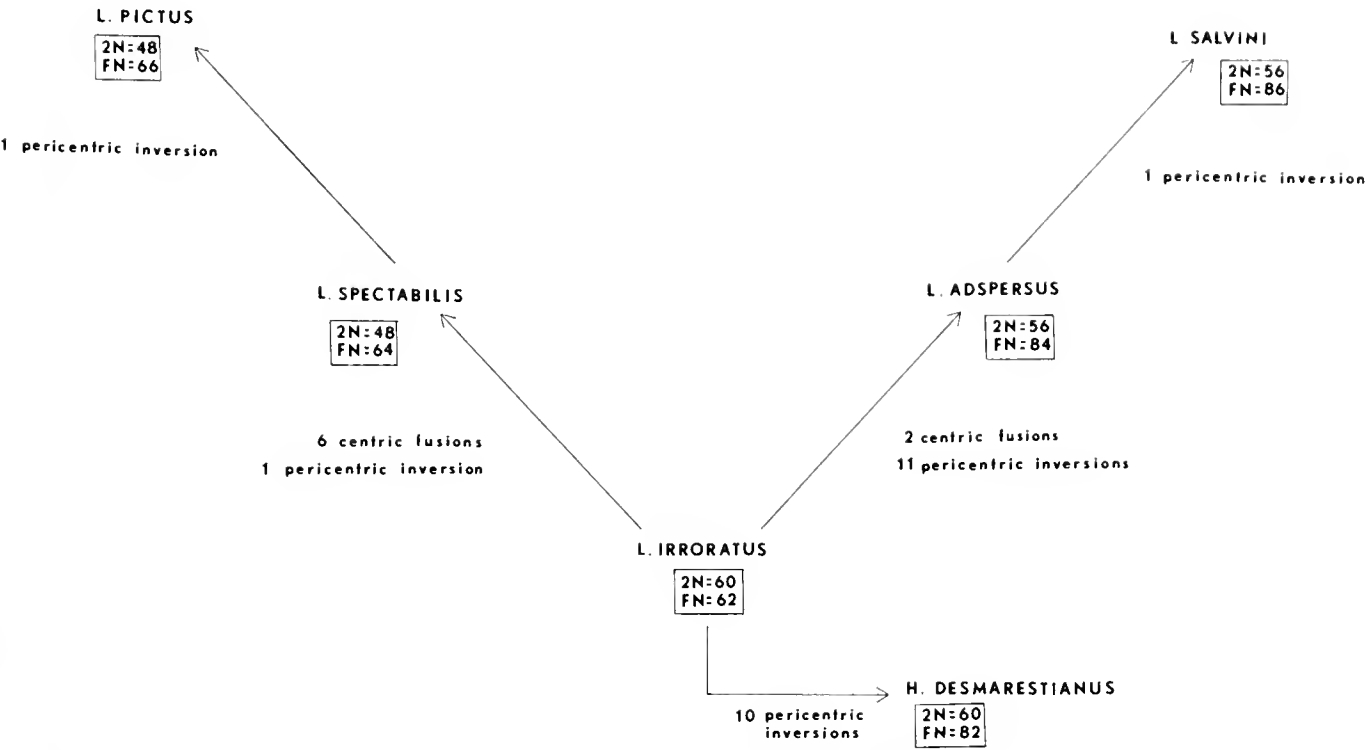 L. PICTUS
2N=48
FN=66
L SALVINI
2N=56
FN=86
1 pericentric inversion
1 pericentric inversion
L. SPECTABILIS
2N=48
FN=64
L. ADSPERSUS
2N=56
FN=84
6 centric fusions
1 pericentric inversion
2 centric fusions
11 pericentric inversions
L. IRRORATUS
2N=60
FN=62
H. DESMARESTIANUS
2N=60
FN=82
10 pericentric
inversions